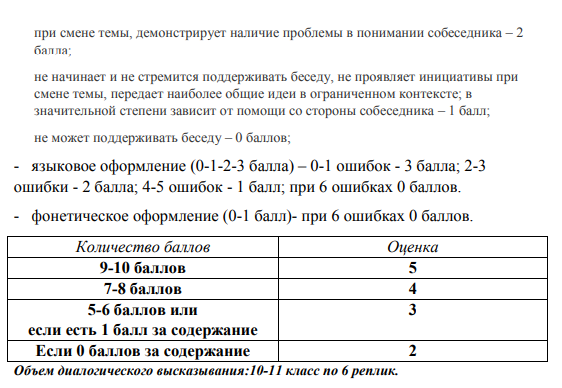 при смене темы, демонстрирует наличие проблемы в понимании собеседника – 2
балла;
не начинает и не стремится поддерживать беседу, не проявляет инициативы при
смене темы, передает наиболее общие идеи в ограниченном контексте; в
значительной степени зависит от помощи со стороны собеседника – 1 балл;
не может поддерживать беседу – 0 баллов;
- языковое оформление (0-1-2-3 балла) – 0-1 ошибок - 3 балла; 2-3
ошибки - 2 балла; 4-5 ошибок - 1 балл; при 6 ошибках 0 баллов.
- фонетическое оформление (0-1 балл)- при 6 ошибках 0 баллов.
Количество баллов Оценка
9-10 баллов 5
7-8 баллов 4
5-6 баллов или 3
если есть 1 балл за содержание
Если 0 баллов за содержание 2
Объем диалогического высказывания:10-11 класс по 6 реплик.